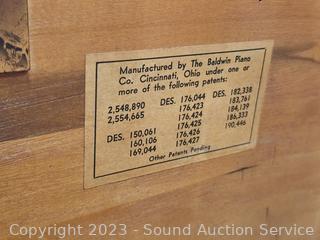 Manufactured by The Baldwin Piano
Co. Cincinnati, Ohio under one or
more of the following patents:
2,548,890
2,554,665
DES. 150,061
160,106
169,044
DES. 176,044
176,423
176,424
176,425
176,426
176,427
DES. 182,338
183,761
184,139
186,333
190,446
Other Patents Pending
Copyright 2023 - Sound Auction Service